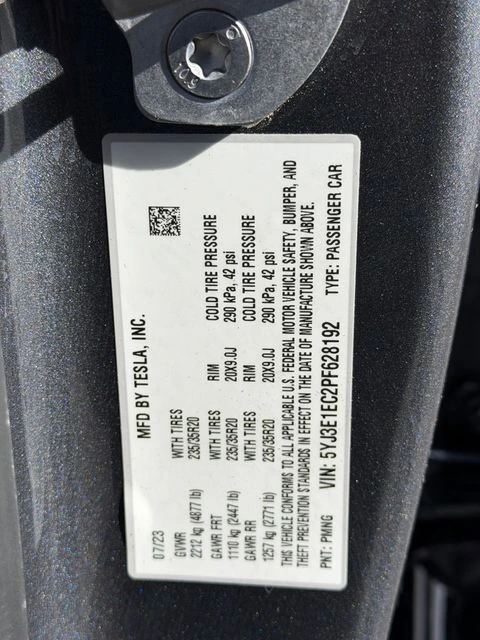 MFD BY TESLA, INC.
07/23
GVWR WITH TIRES RIM COLD TIRE PRESSURE
2212 kg (4877 lb) 235/35R20
GAWR FRT WITH TIRES RIM COLD TIRE PRESSURE
1110 kg (2447 lb) 235/35R20 20X9.0J 290 kPa, 42 psi
GAWR RR WITH TIRES RIM COLD TIRE PRESSURE
1257 kg (2771 lb) 235/35R20 20X9.0J 290 kPa, 42 psi
THIS VEHICLE CONFORMS TO ALL APPLICABLE U.S. FEDERAL MOTOR VEHICLE SAFETY, BUMPER, AND
THEFT PREVENTION STANDARDS IN EFFECT ON THE DATE OF MANUFACTURE SHOWN ABOVE.
PNT: PMNG VIN: 5YJ3E1EC2PF628192 TYPE: PASSENGER CAR